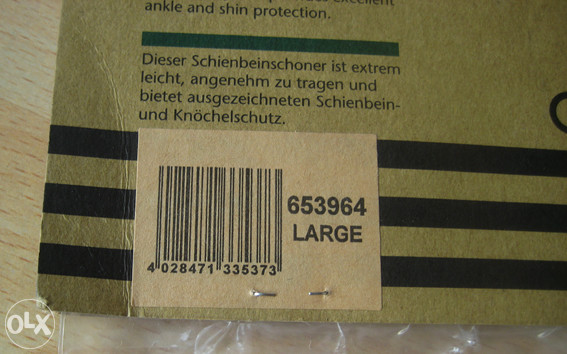 excellent
ankle and shin protection.
Dieser Schienbeinschoner ist extrem
leicht, angenehm zu tragen und
bietet ausgezeichneten Schienbein-
und Knöchelschutz.
653964
LARGE
4 028471 335373
OLX